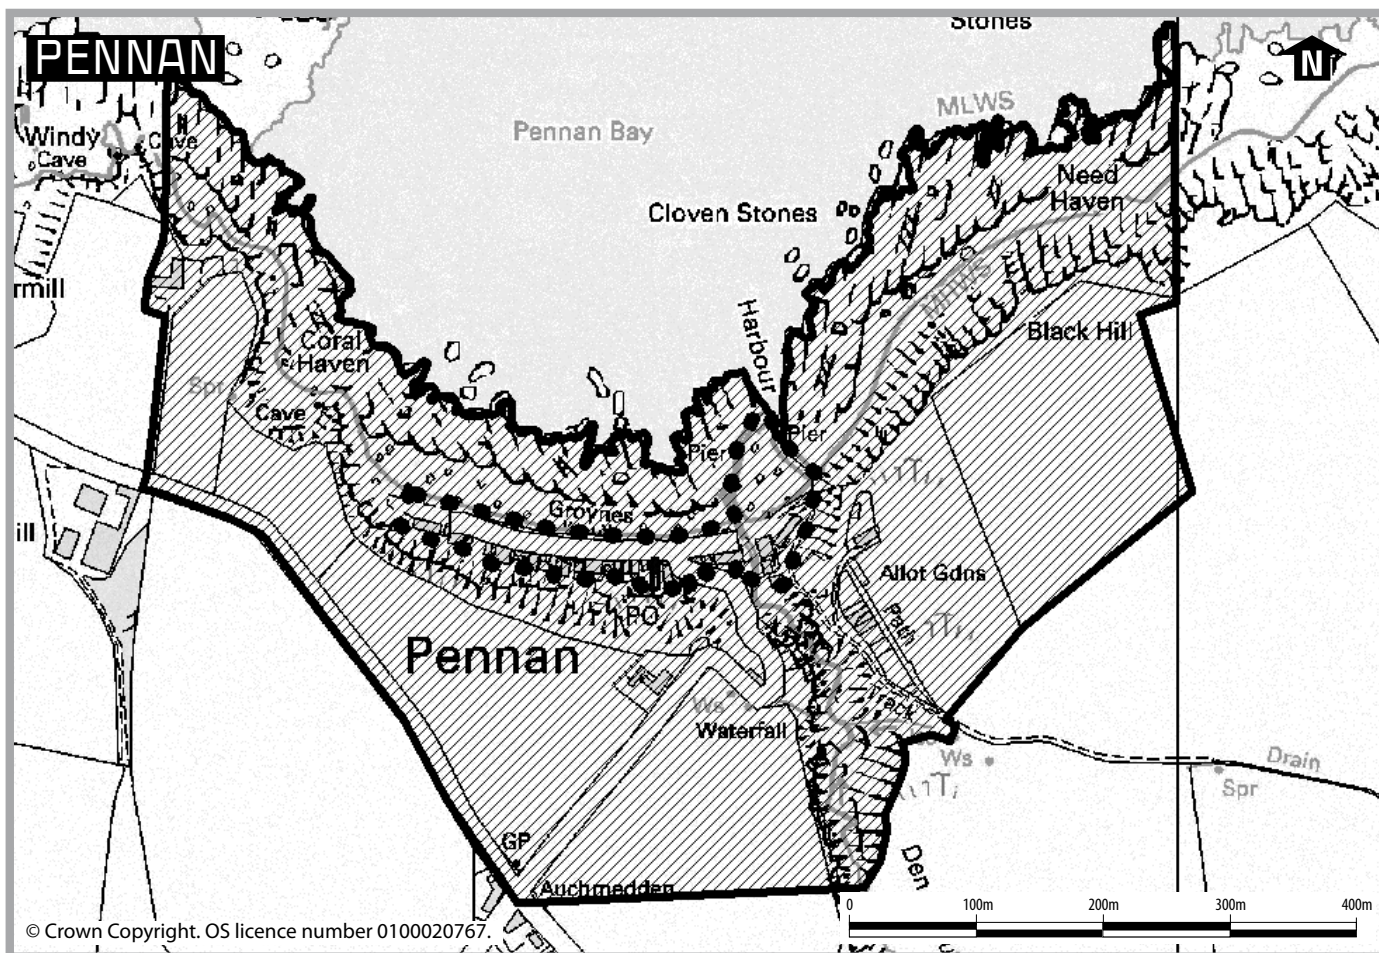 Stones
PENNAN
N
MLWS
Pennan Bay
Windy
Cave
Cave
Need
Haven
Cloven Stones
MHWS
rmill
Harbour
Black Hill
Coral
Haven
Spr
Cave
Pier
Pier
Groynes
ill
Allot Gdns
PO
Path
Pennan
Track
Ws
Waterfall
Ws
Drain
Spr
GP
Den
Auchmedden
0 100m 200m 300m 400m
© Crown Copyright. OS licence number 0100020767.